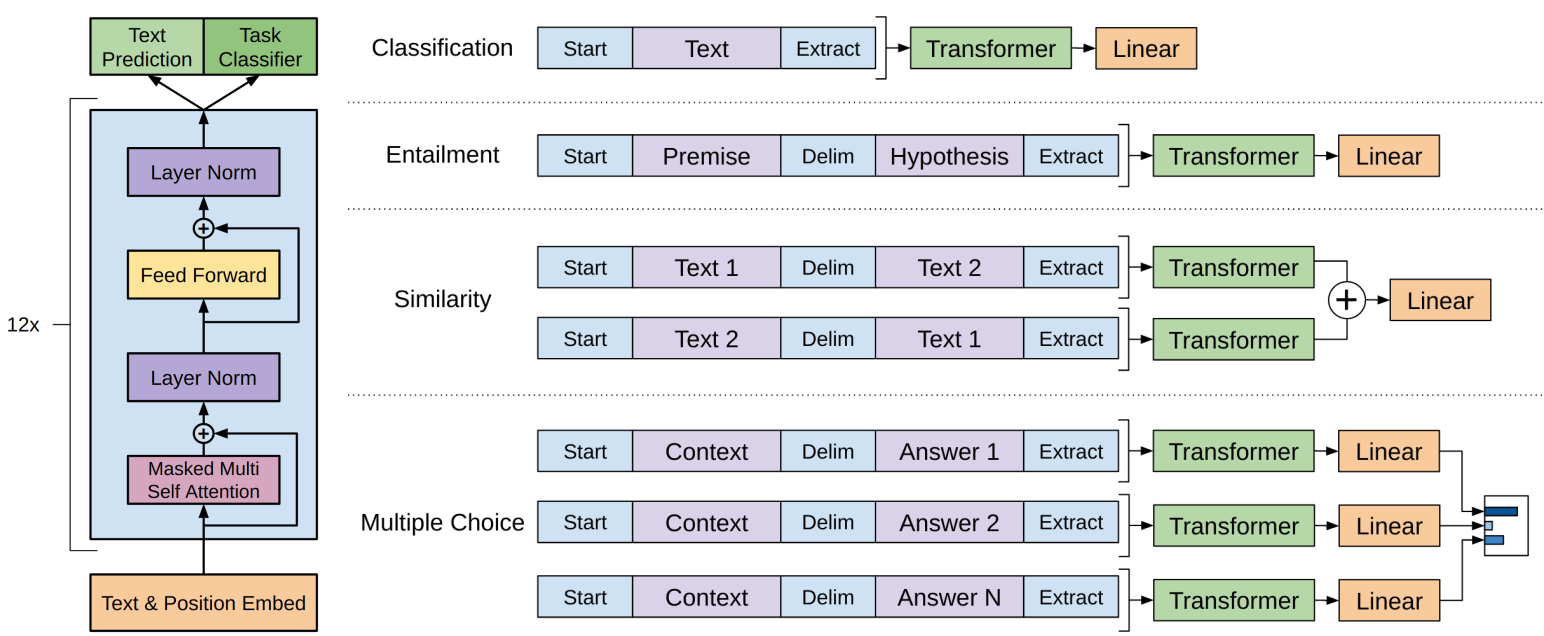 Text
Prediction
Task
Classifier
12x
Layer Norm
+
Feed Forward
Layer Norm
+
Masked Multi
Self Attention
Text & Position Embed
Classification
Start Text Extract Transformer Linear
Entailment
Start Premise Delim Hypothesis Extract Transformer Linear
Similarity
Start Text 1 Delim Text 2 Extract Transformer
+ Linear
Start Text 2 Delim Text 1 Extract Transformer
Multiple Choice
Start Context Delim Answer 1 Extract Transformer Linear
Start Context Delim Answer 2 Extract Transformer Linear
Start Context Delim Answer N Extract Transformer Linear